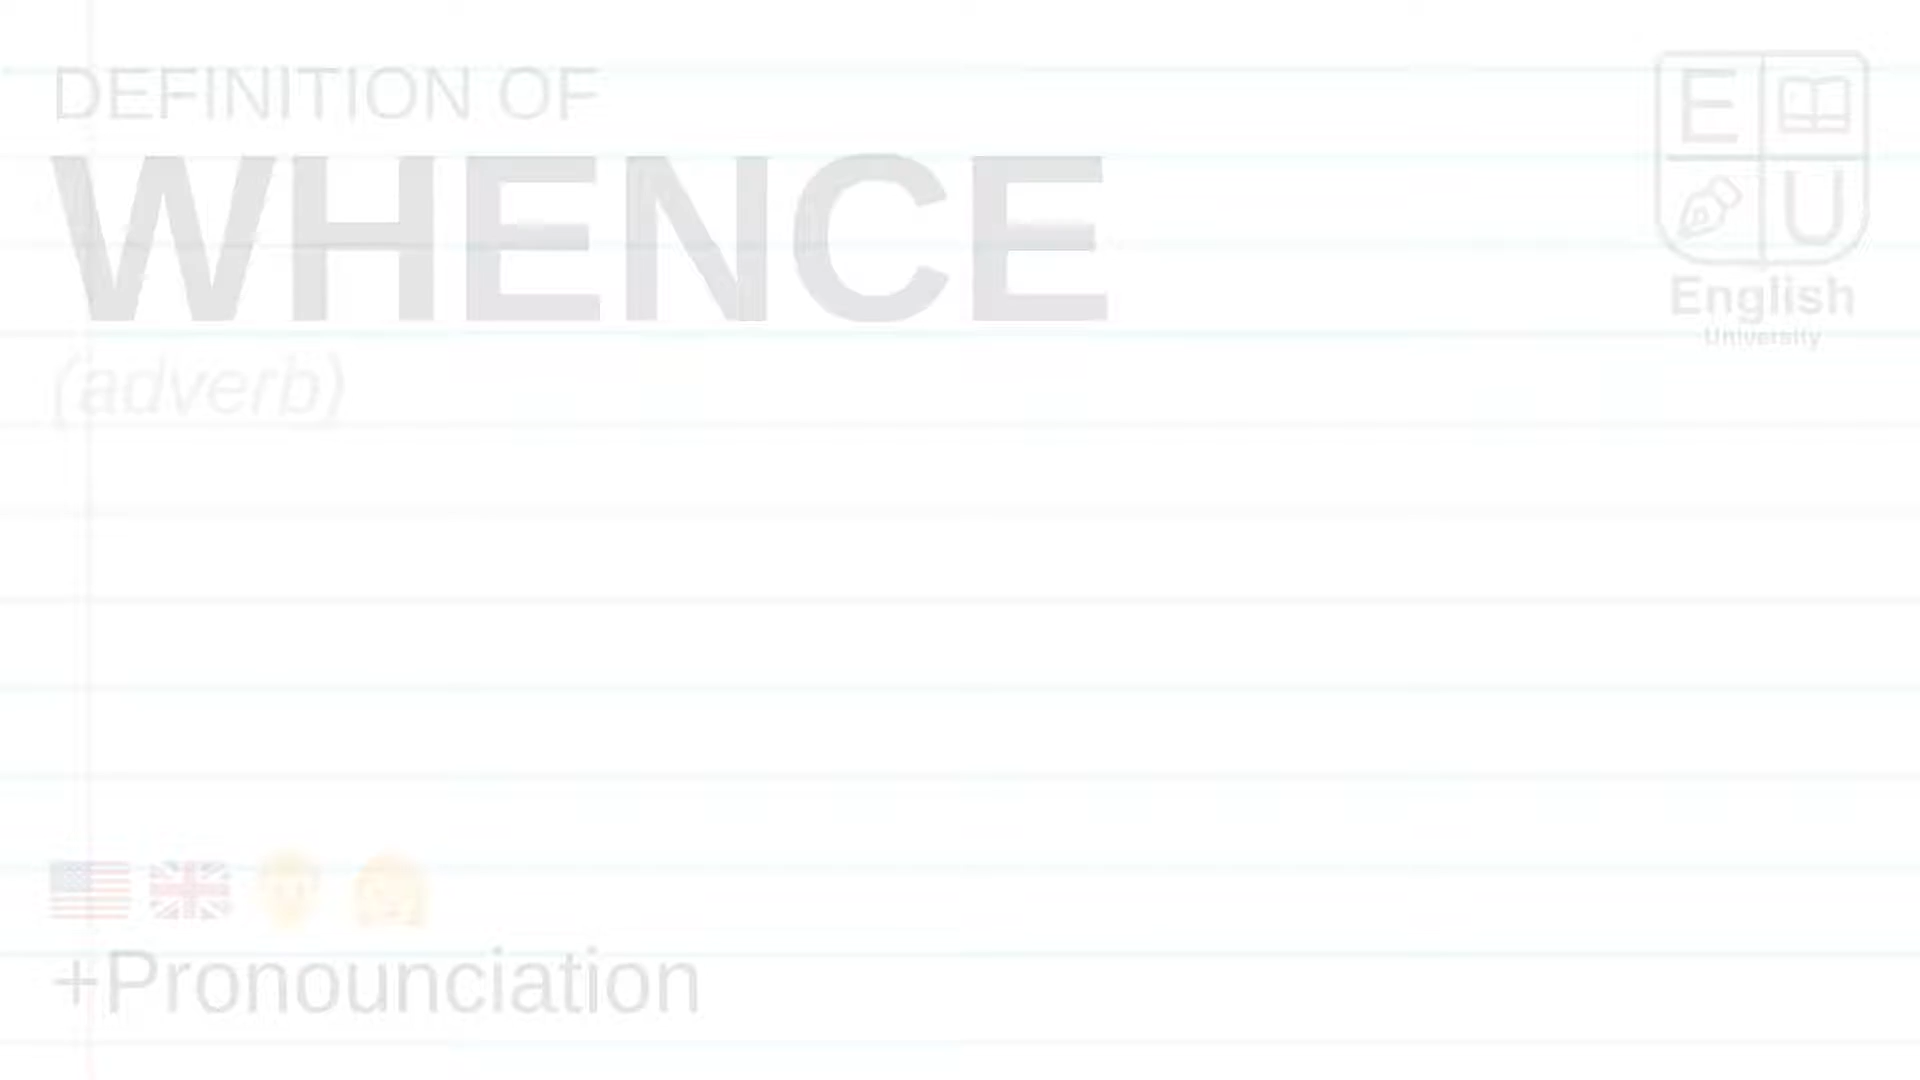 DEFINITION OF
WHENCE
(adverb)
+Pronounciation
E
U
English
University